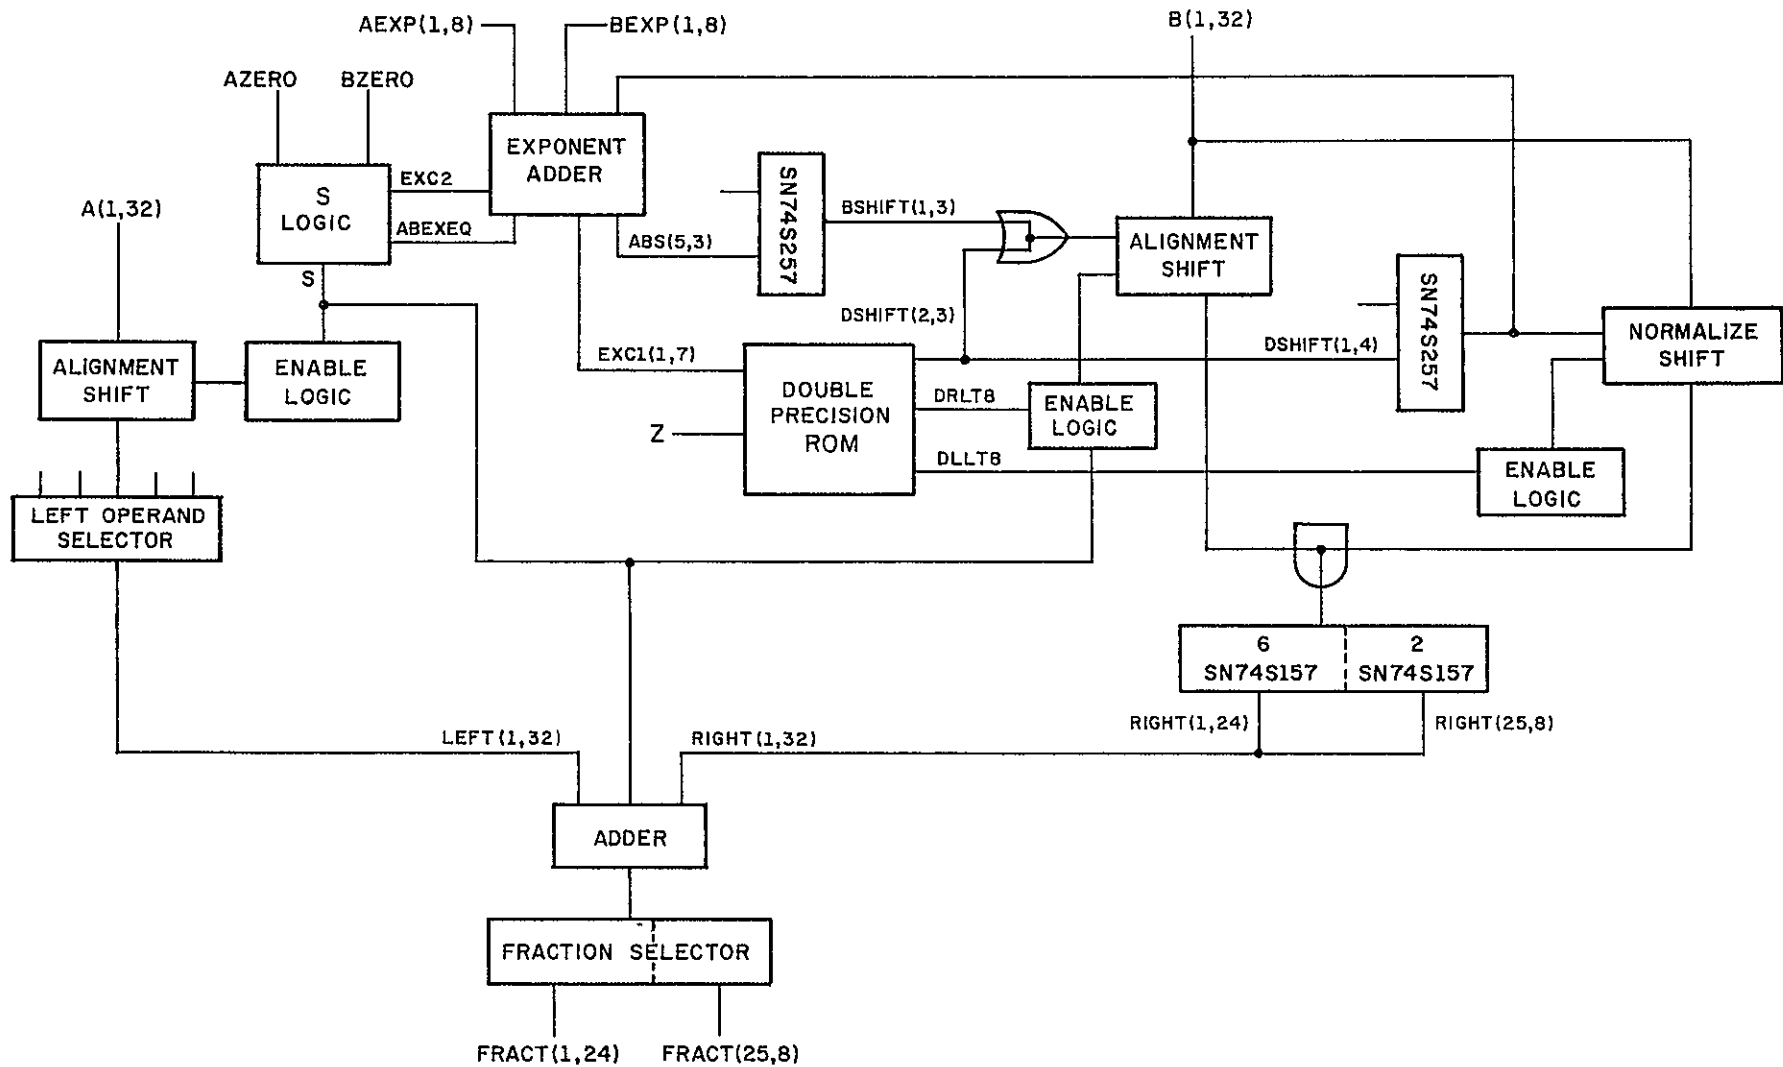 AEXP(1,8)
BEXP(1,8)
B(1,32)
AZERO
BZERO
EXPONENT
ADDER
SN74S257
S
LOGIC
EXC2
ABEXEQ
A(1,32)
BSHIFT(1,3)
ABS(5,3)
ALIGNMENT
SHIFT
SN74S257
S
DSHIFT(2,3)
DSHIFT(1,4)
NORMALIZE
SHIFT
EXC1(1,7)
ALIGNMENT
SHIFT
ENABLE
LOGIC
DOUBLE
PRECISION
ROM
DRLT8
ENABLE
LOGIC
Z
DLLT8
ENABLE
LOGIC
LEFT OPERAND
SELECTOR
6
SN74S157
2
SN74S157
LEFT(1,32)
RIGHT(1,32)
RIGHT(1,24)
RIGHT(25,8)
ADDER
FRACTION SELECTOR
FRACT(1,24)
FRACT(25,8)